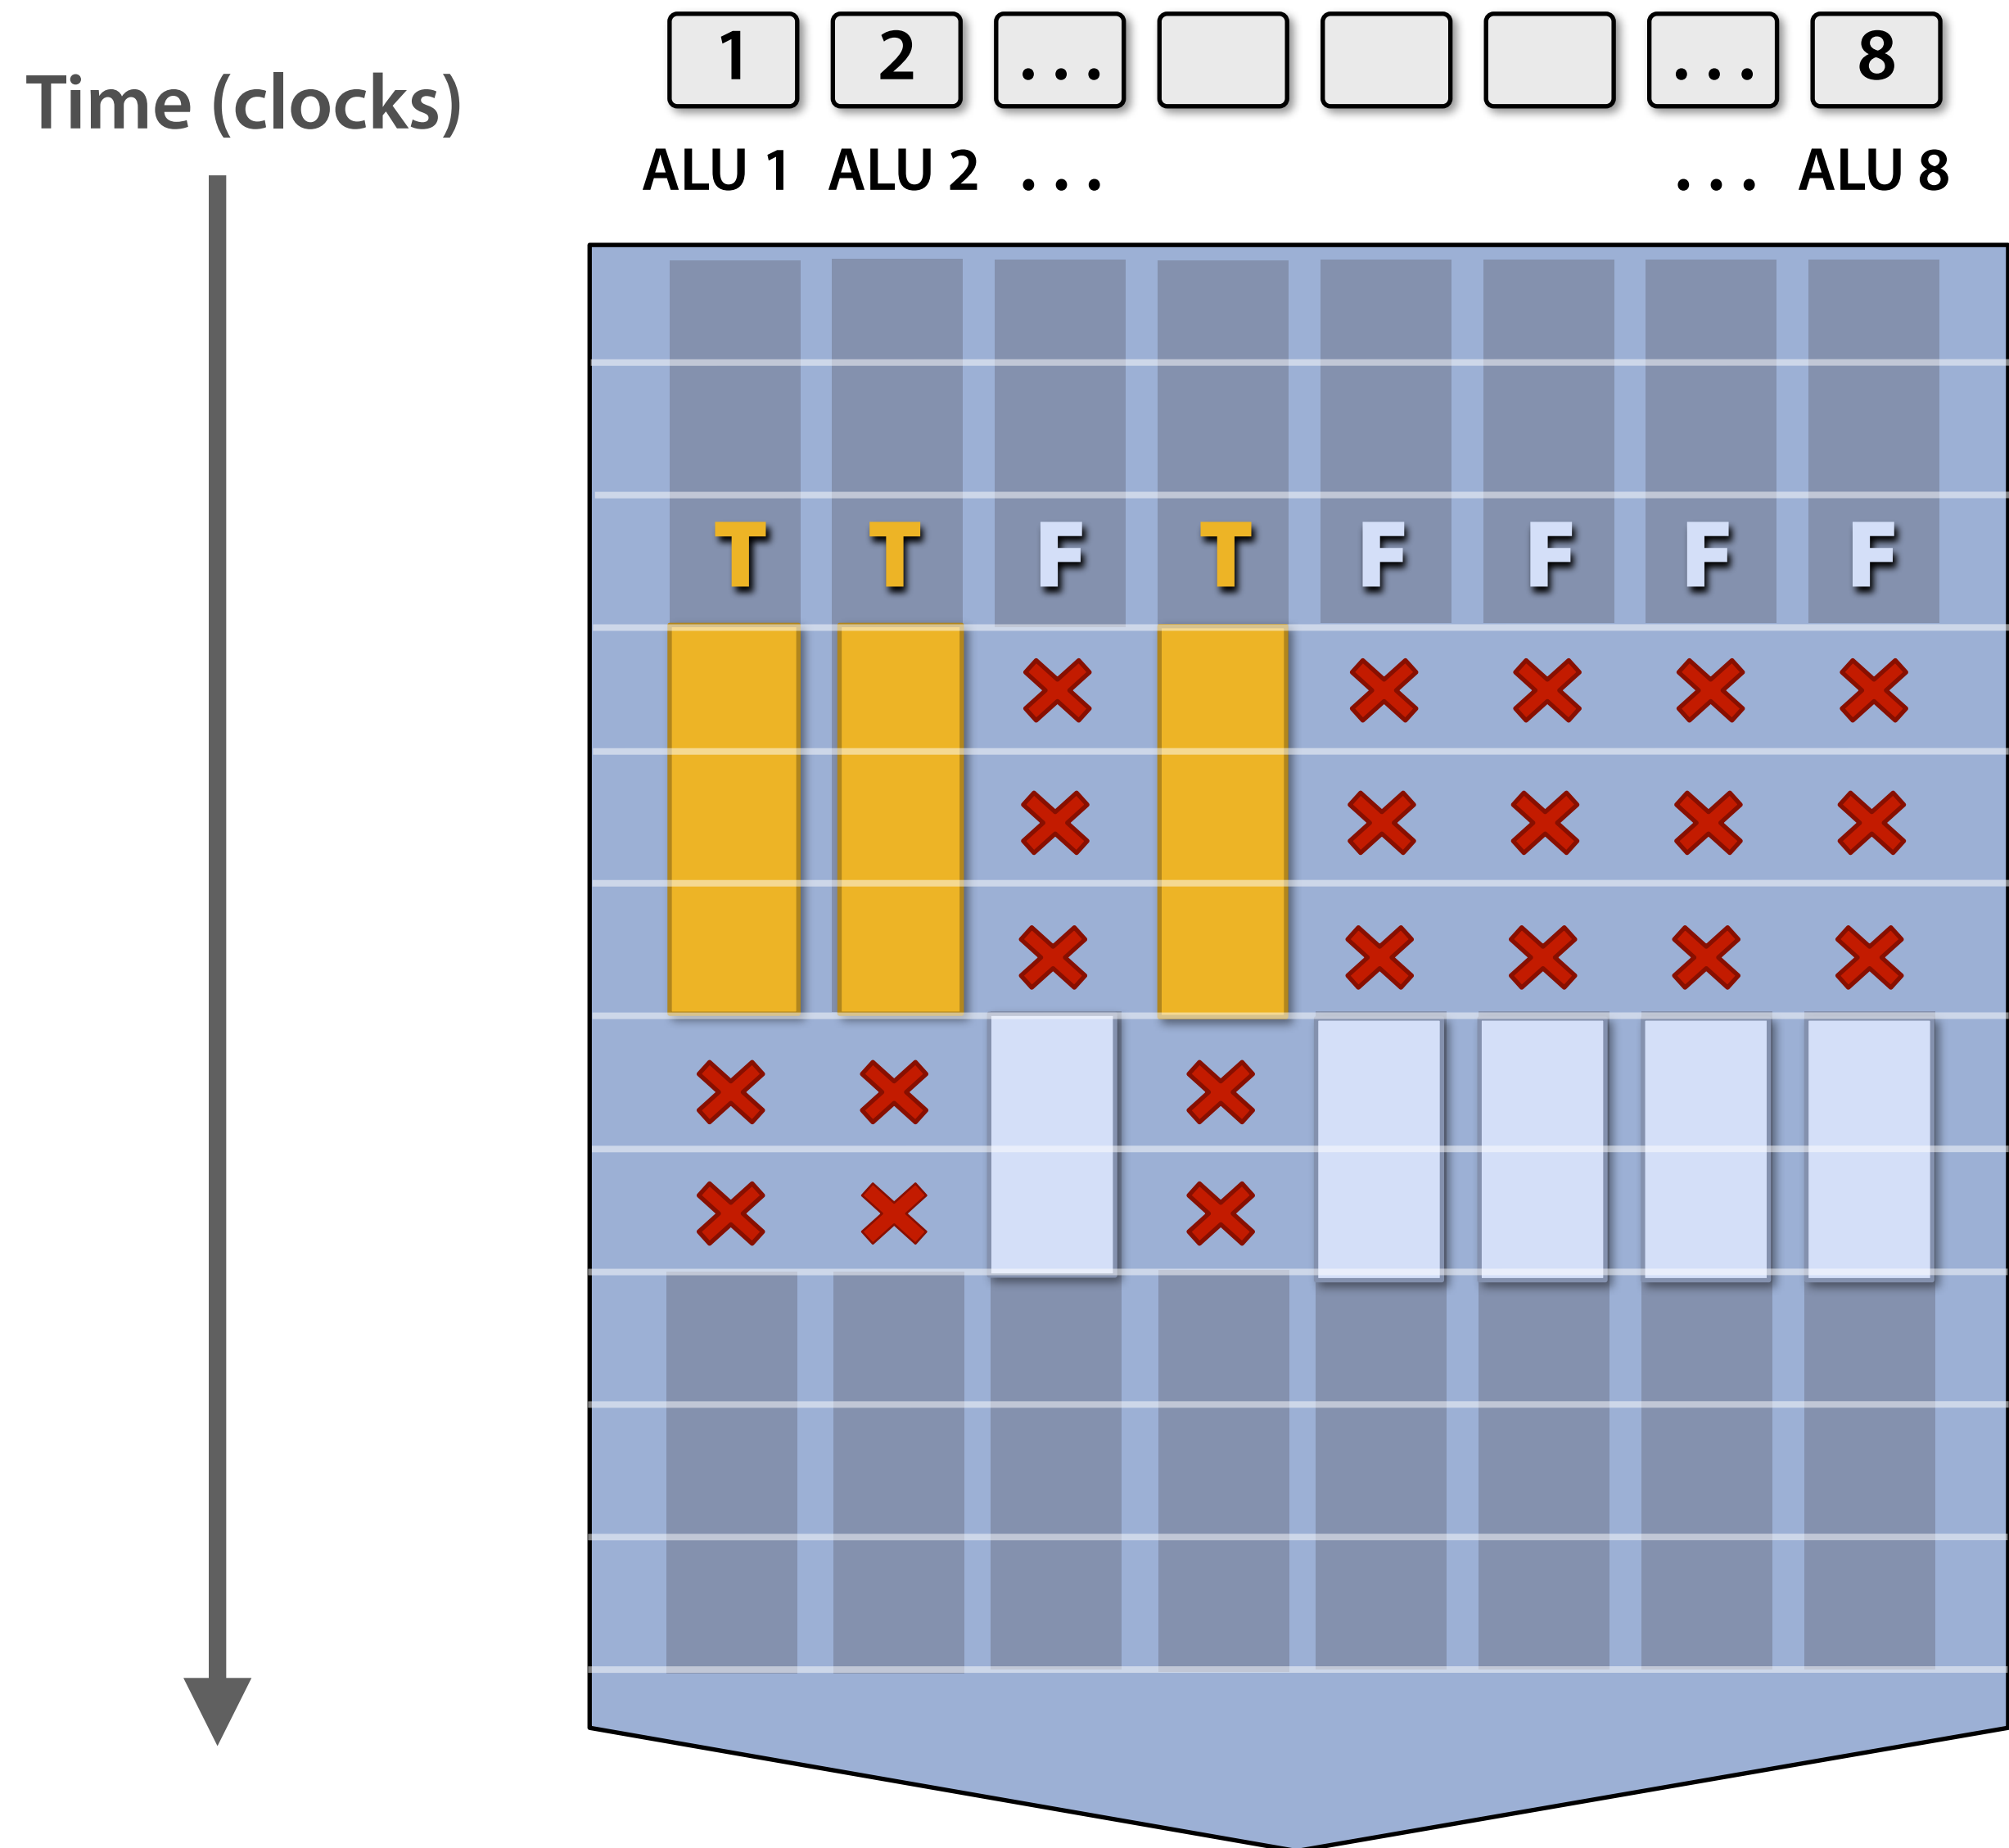 1 2 . . . . . . 8
Time (clocks)
ALU 1 ALU 2 . . . . . . ALU 8
T T F T F F F F